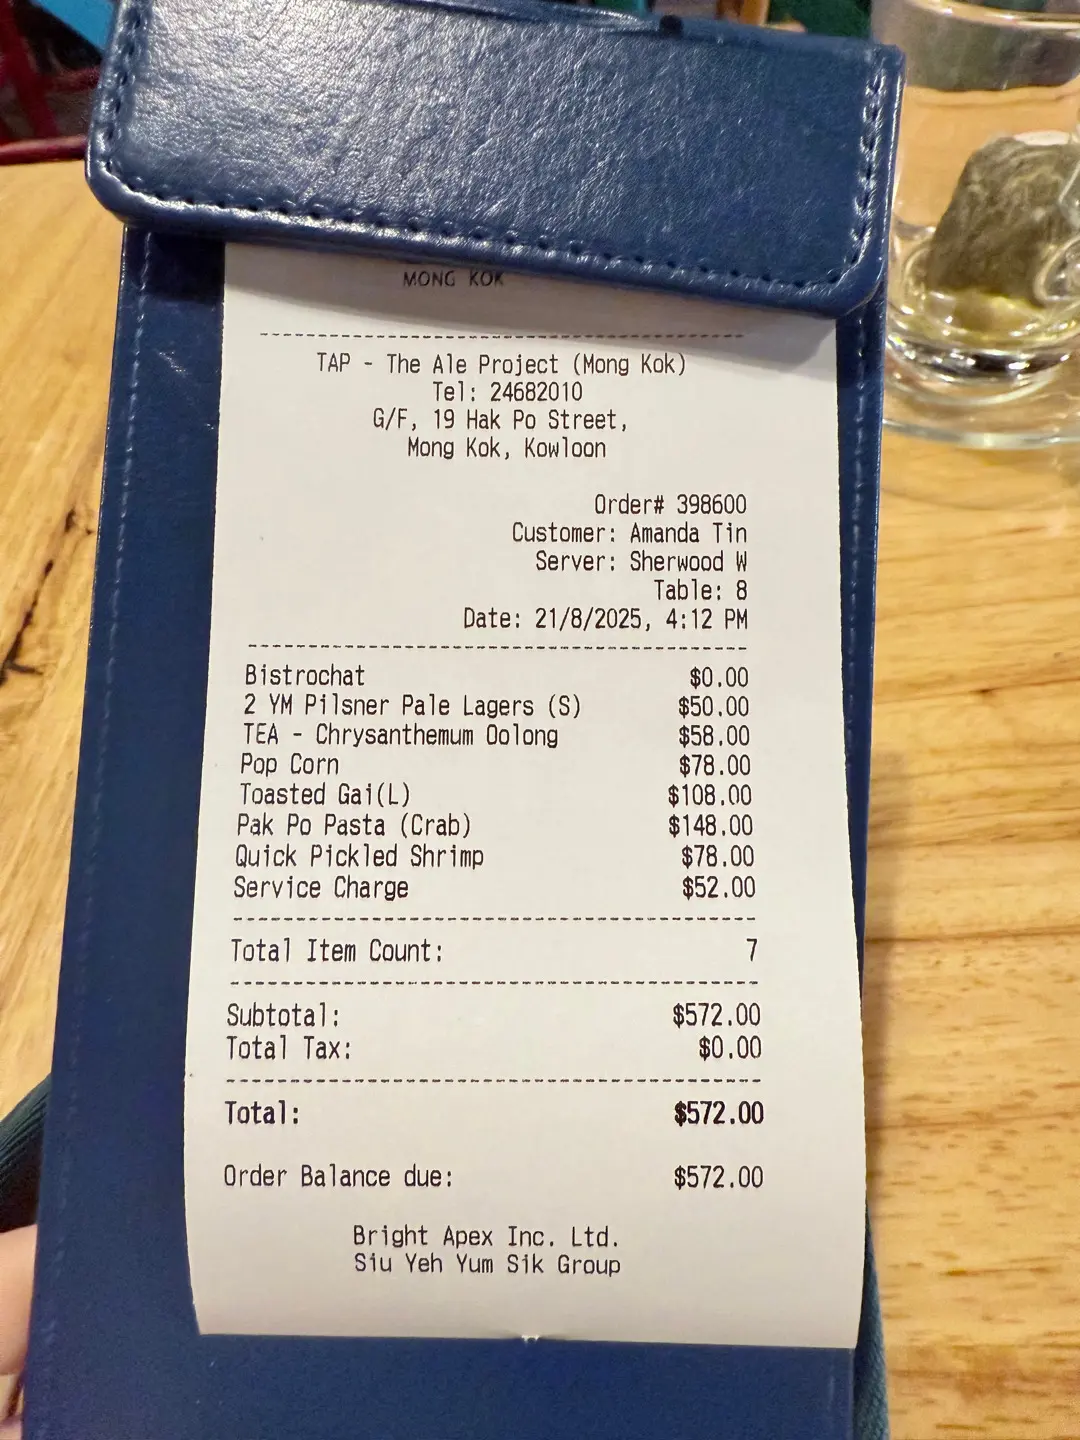 MONG KOK
TAP - The Ale Project (Mong Kok)
Tel: 24682010
G/F, 19 Hak Po Street,
Mong Kok, Kowloon
Order# 398600
Customer: Amanda Tin
Server: Sherwood W
Table: 8
Date: 21/8/2025, 4:12 PM
Bistrochat $0.00
2 YM Pilsner Pale Lagers (S) $50.00
TEA - Chrysanthemum Oolong $58.00
Pop Corn $78.00
Toasted Gai(L) $108.00
Pak Po Pasta (Crab) $148.00
Quick Pickled Shrimp $78.00
Service Charge $52.00
Total Item Count: 7
Subtotal: $572.00
Total Tax: $0.00
Total: $572.00
Order Balance due: $572.00
Bright Apex Inc. Ltd.
Siu Yeh Yum Sik Group